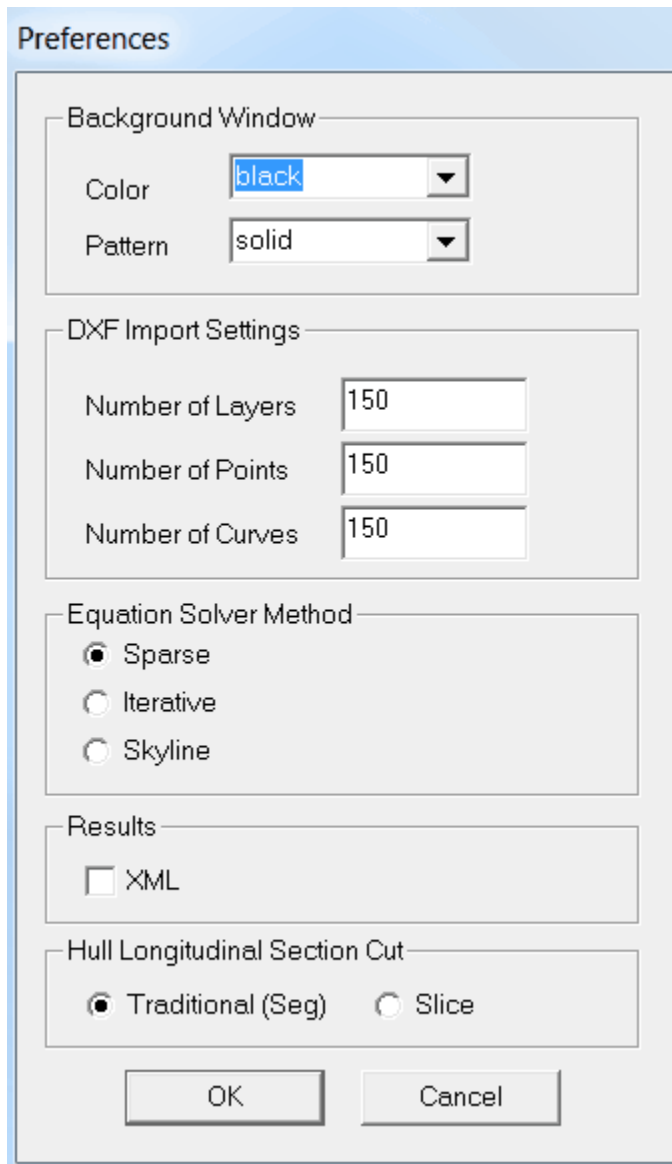 Preferences
Background Window
Color black
Pattern solid
DXF Import Settings
Number of Layers 150
Number of Points 150
Number of Curves 150
Equation Solver Method
Sparse
Iterative
Skyline
Results
XML
Hull Longitudinal Section Cut
Traditional (Seg) Slice
OK Cancel